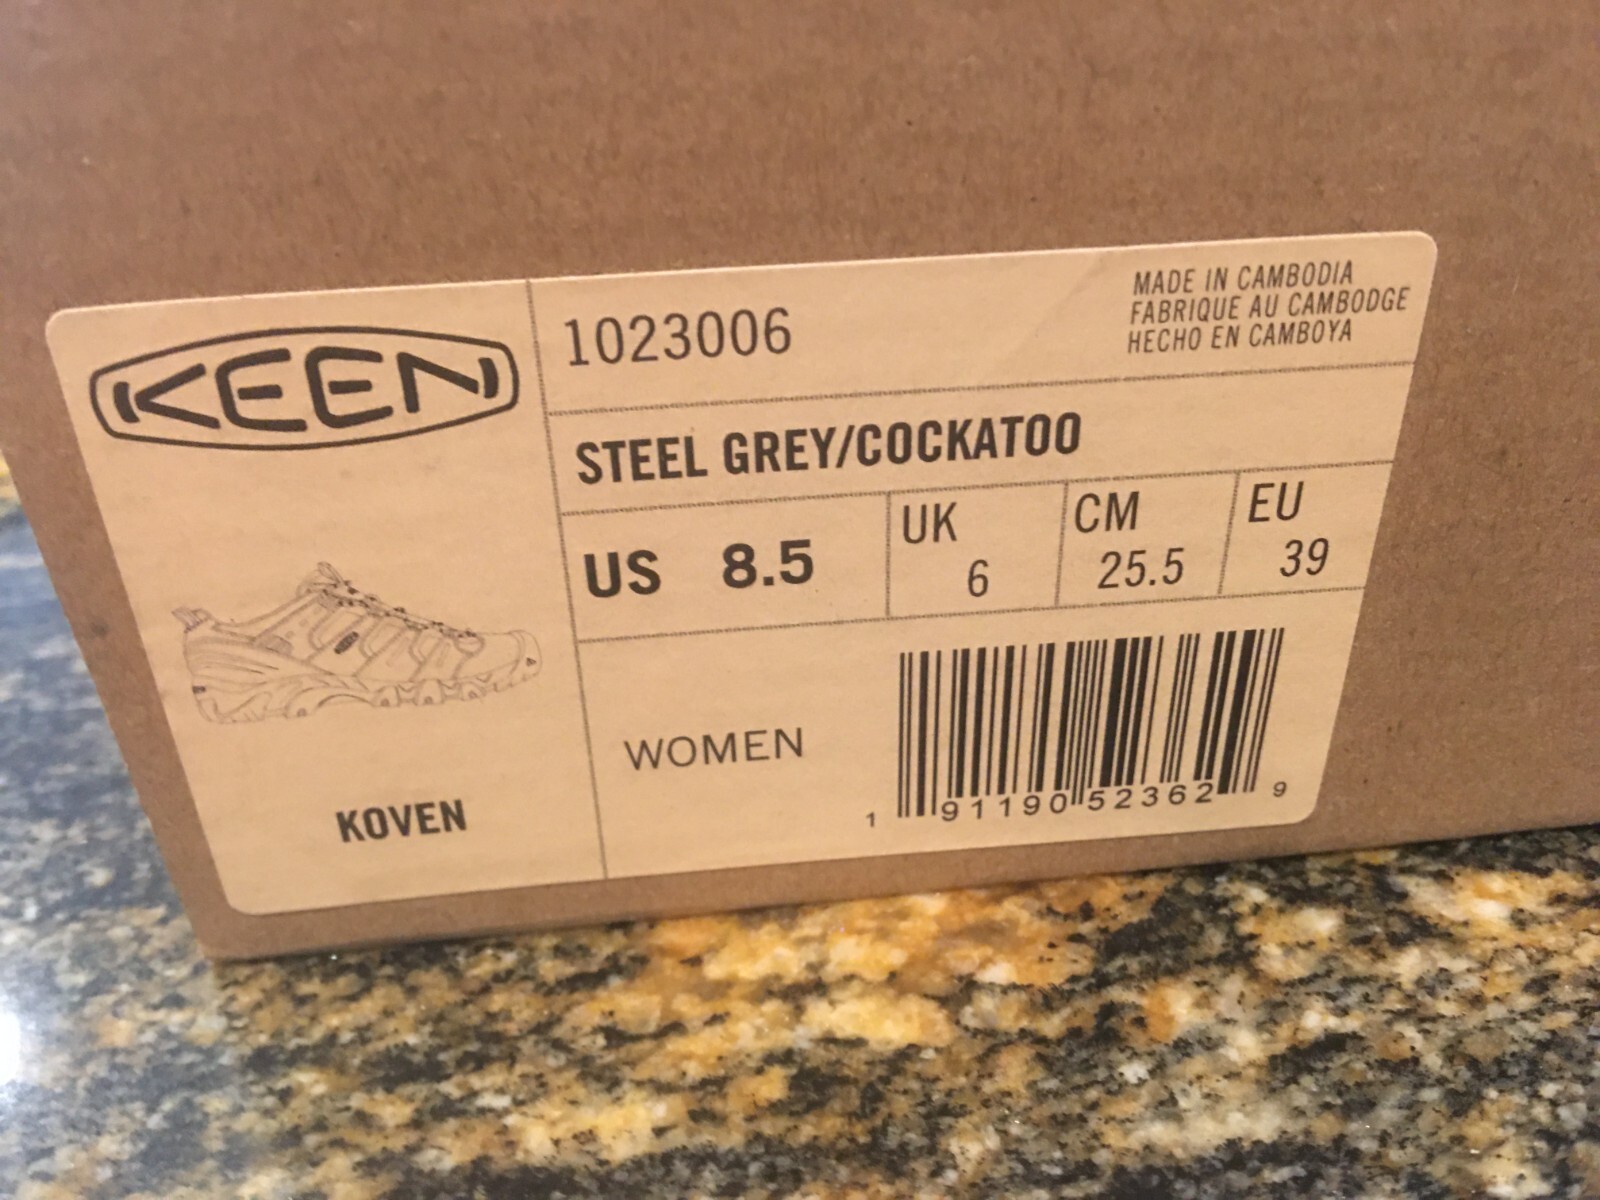 KEEN
KOVEN
1023006
MADE IN CAMBODIA
FABRIQUE AU CAMBODGE
HECHO EN CAMBOYA
STEEL GREY/COCKATOO
US 8.5
UK 6
CM 25.5
EU 39
WOMEN
1 91190 52362 9